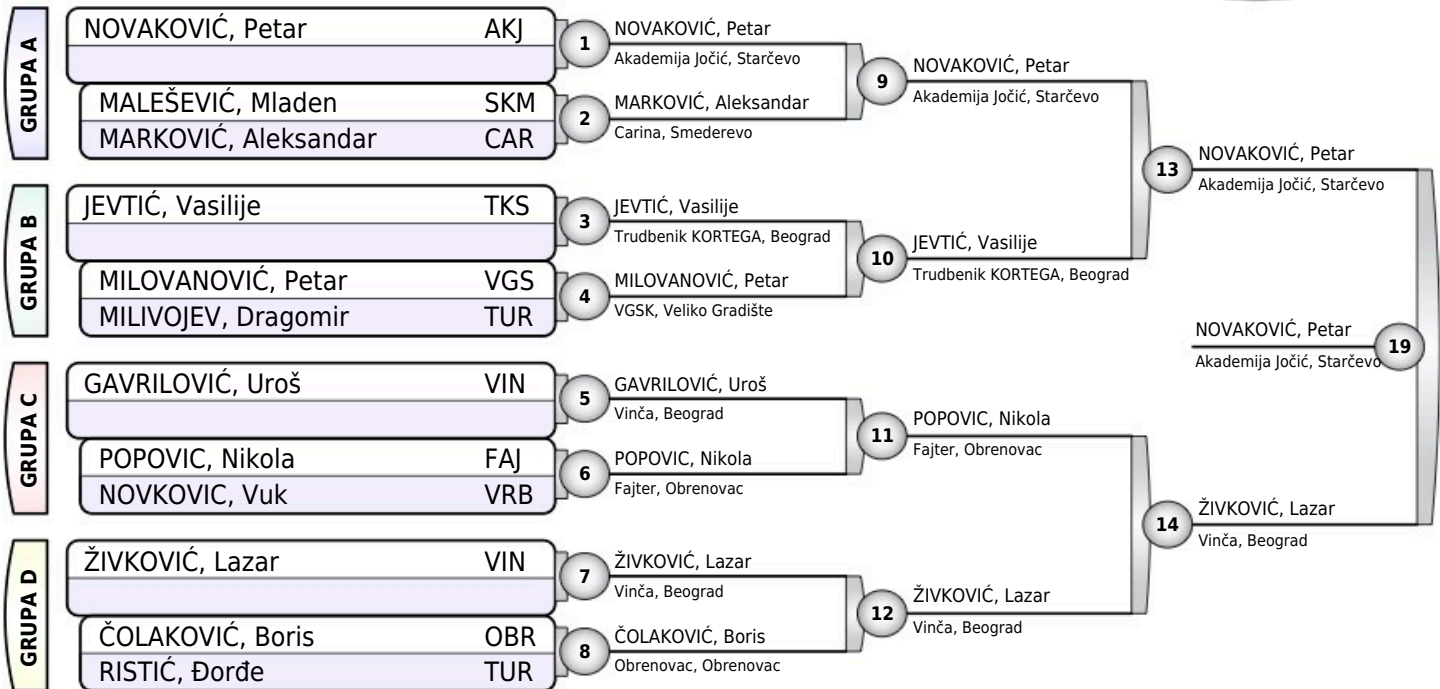 GRUPA A
NOVAKOVIĆ, Petar AKJ
MALEŠEVIĆ, Mladen SKM
MARKOVIĆ, Aleksandar CAR
GRUPA B
JEVTIĆ, Vasilije TKS
MILOVANOVIĆ, Petar VGS
MILIVOJEV, Dragomir TUR
GRUPA C
GAVRILOVIĆ, Uroš VIN
POPOVIC, Nikola FAJ
NOVKOVIC, Vuk VRB
GRUPA D
ŽIVKOVIĆ, Lazar VIN
ČOLAKOVIĆ, Boris OBR
RISTIĆ, Đorđe TUR
1
NOVAKOVIĆ, Petar
Akademija Jočić, Starčevo
2
MARKOVIĆ, Aleksandar
Carina, Smederevo
3
JEVTIĆ, Vasilije
Trudbenik KORTEGA, Beograd
4
MILOVANOVIĆ, Petar
VGSK, Veliko Gradište
5
GAVRILOVIĆ, Uroš
Vinča, Beograd
6
POPOVIC, Nikola
Fajter, Obrenovac
7
ŽIVKOVIĆ, Lazar
Vinča, Beograd
8
ČOLAKOVIĆ, Boris
Obrenovac, Obrenovac
9
NOVAKOVIĆ, Petar
Akademija Jočić, Starčevo
10
JEVTIĆ, Vasilije
Trudbenik KORTEGA, Beograd
11
POPOVIC, Nikola
Fajter, Obrenovac
12
ŽIVKOVIĆ, Lazar
Vinča, Beograd
13
NOVAKOVIĆ, Petar
Akademija Jočić, Starčevo
14
ŽIVKOVIĆ, Lazar
Vinča, Beograd
NOVAKOVIĆ, Petar
Akademija Jočić, Starčevo
19